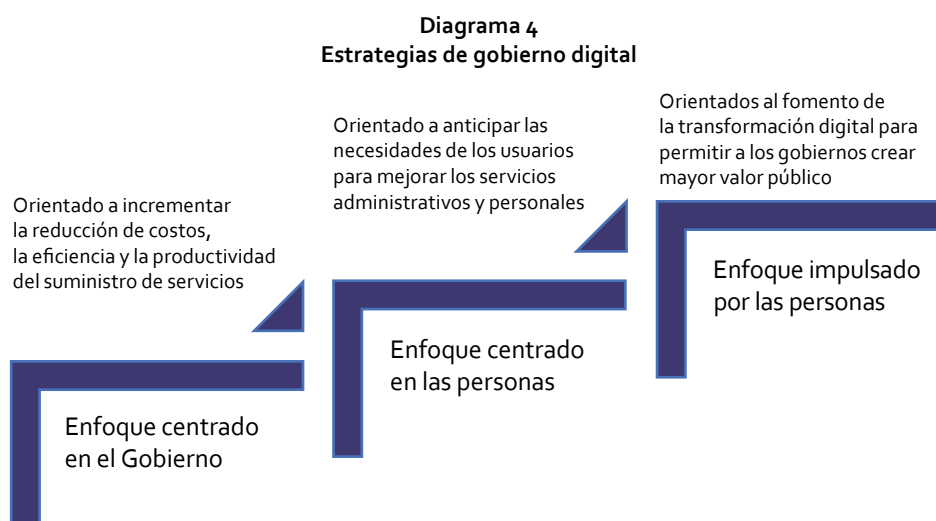 Diagrama 4
Estrategias de gobierno digital
Orientado a incrementar
la reducción de costos,
la eficiencia y la productividad
del suministro de servicios
Enfoque centrado
en el Gobierno
Orientado a anticipar las
necesidades de los usuarios
para mejorar los servicios
administrativos y personales
Enfoque centrado
en las personas
Orientados al fomento de
la transformación digital para
permitir a los gobiernos crear
mayor valor público
Enfoque impulsado
por las personas